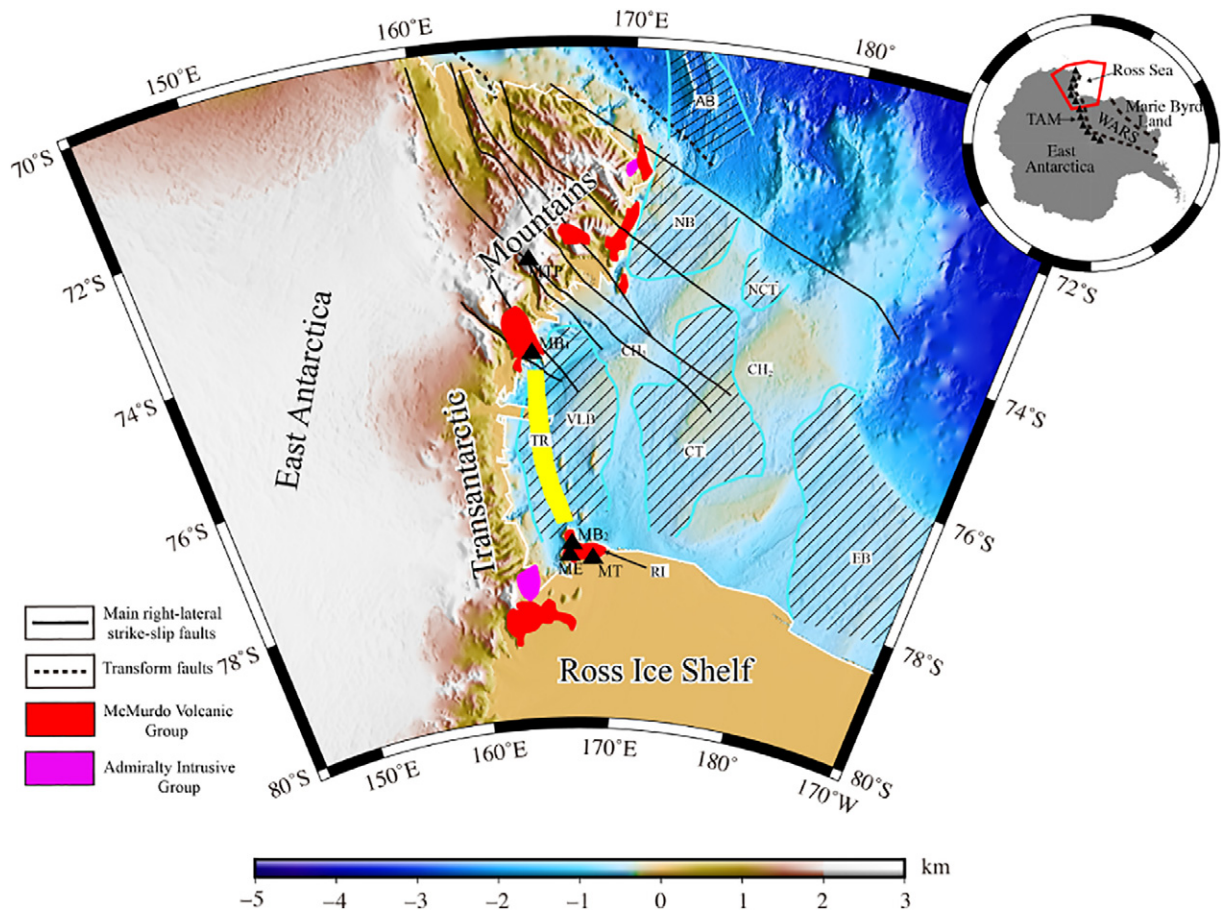 160°E
170°E
180°
150°E
70°S
72°S
74°S
76°S
78°S
80°S
72°S
74°S
76°S
78°S
80°S
150°E
160°E
170°E
180°
170°W
Ross Sea
Marie Byrd
Land
TAM
WARS
East
Antarctica
AB
NB
NCT
Mountains
MTP
MB1
CH1
CH2
VLB
TR
CT
EB
MB2
ME
MT
RI
East Antarctica
Transantarctic
Ross Ice Shelf
Main right-lateral
strike-slip faults
Transform faults
McMurdo Volcanic
Group
Admiralty Intrusive
Group
km
−5 −4 −3 −2 −1 0 1 2 3